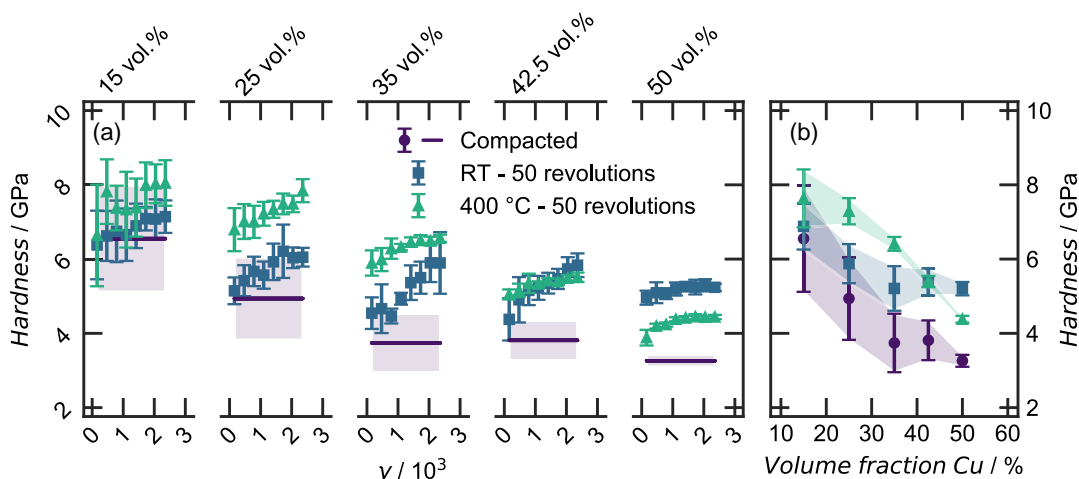 15 vol.%
25 vol.%
35 vol.%
42.5 vol.%
50 vol.%
(a)
(b)
Compacted
RT - 50 revolutions
400 °C - 50 revolutions
Hardness / GPa
10
8
6
4
2
0 1 2 3
0 1 2 3
0 1 2 3
0 1 2 3
0 1 2 3
γ / 10³
10
8
6
4
2
Hardness / GPa
10 20 30 40 50 60
Volume fraction Cu / %